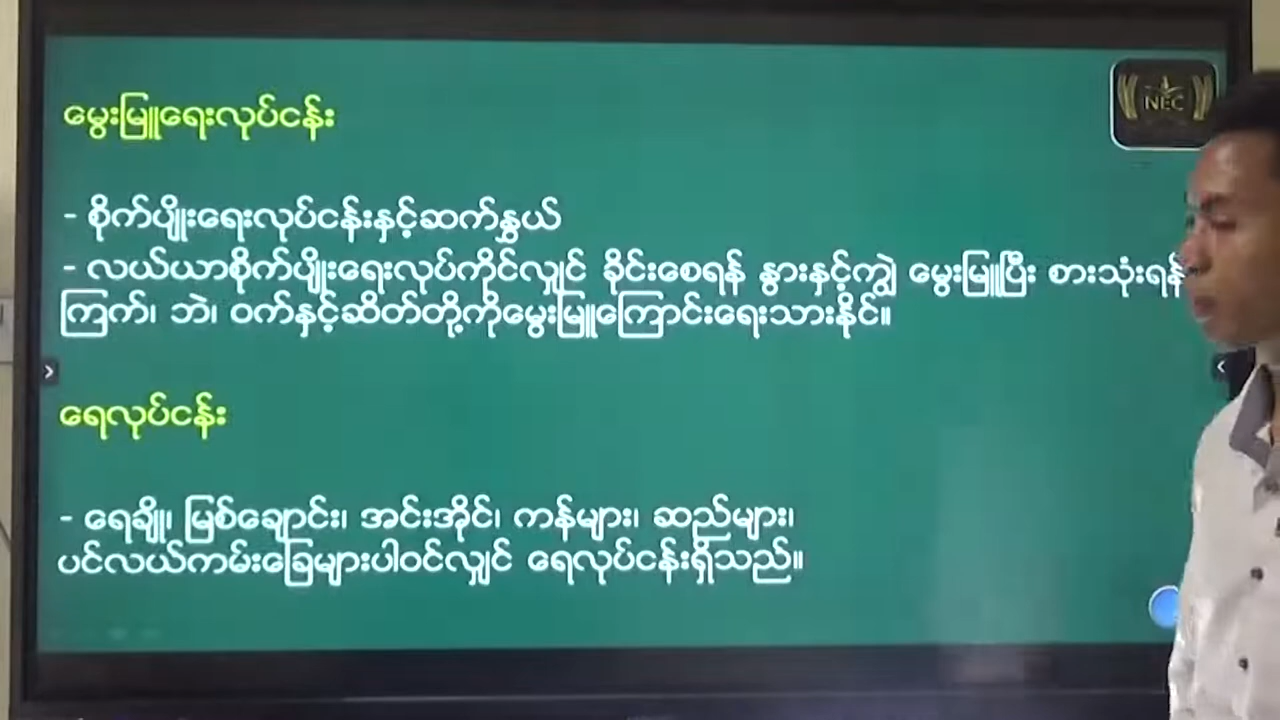 NEC
မွေးမြူရေးလုပ်ငန်း
- စိုက်ပျိုးရေးလုပ်ငန်းနှင့်ဆက်နွှယ်
- လယ်ယာစိုက်ပျိုးရေးလုပ်ကိုင်လျှင် ခိုင်းစေရန် နွားနှင့်ကျွဲ မွေးမြူပြီး စားသုံးရန်
ကြက်၊ ဘဲ၊ ဝက်နှင့်ဆိတ်တို့ကိုမွေးမြူကြောင်းရေးသားနိုင်။
ရေလုပ်ငန်း
- ရေချို၊ မြစ်ချောင်း၊ အင်းအိုင်၊ ကန်များ၊ ဆည်များ၊
ပင်လယ်ကမ်းခြေများပါဝင်လျှင် ရေလုပ်ငန်းရှိသည်။